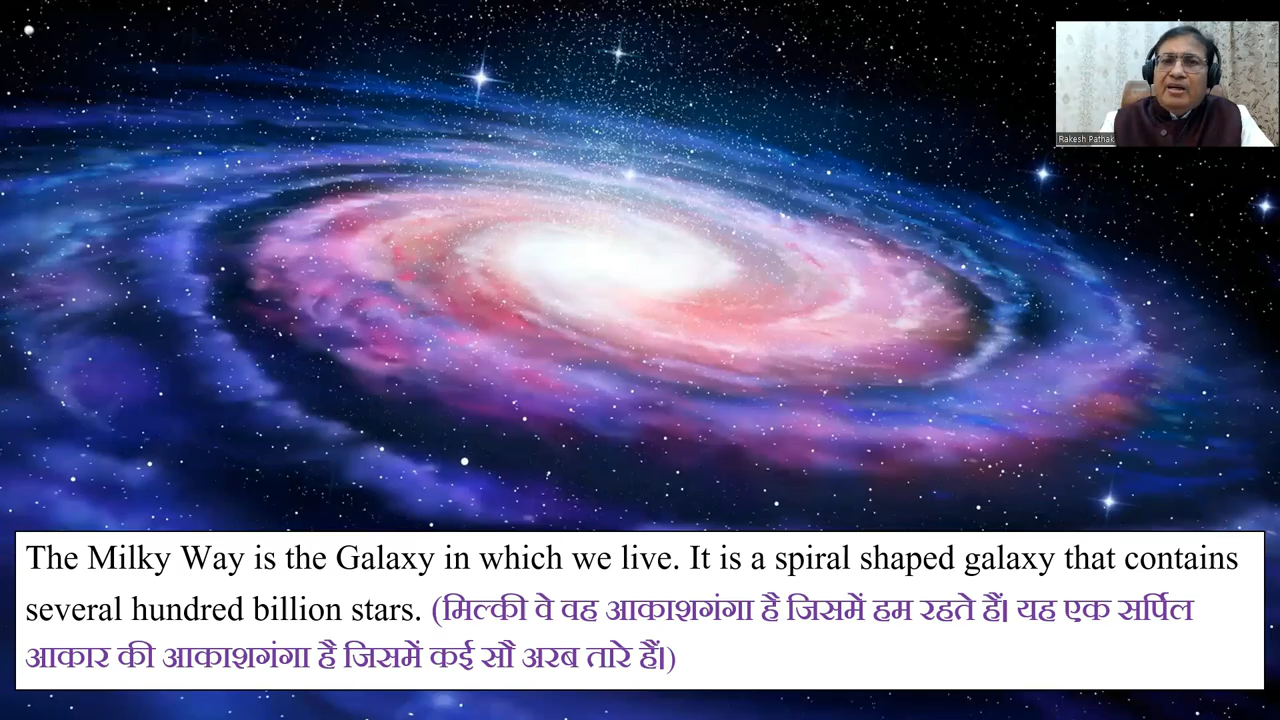 Rakesh Pathak
The Milky Way is the Galaxy in which we live. It is a spiral shaped galaxy that contains
several hundred billion stars. (मिल्की वे वह आकाशगंगा है जिसमें हम रहते हैं। यह एक सर्पिल
आकार की आकाशगंगा है जिसमें कई सौ अरब तारे हैं।)